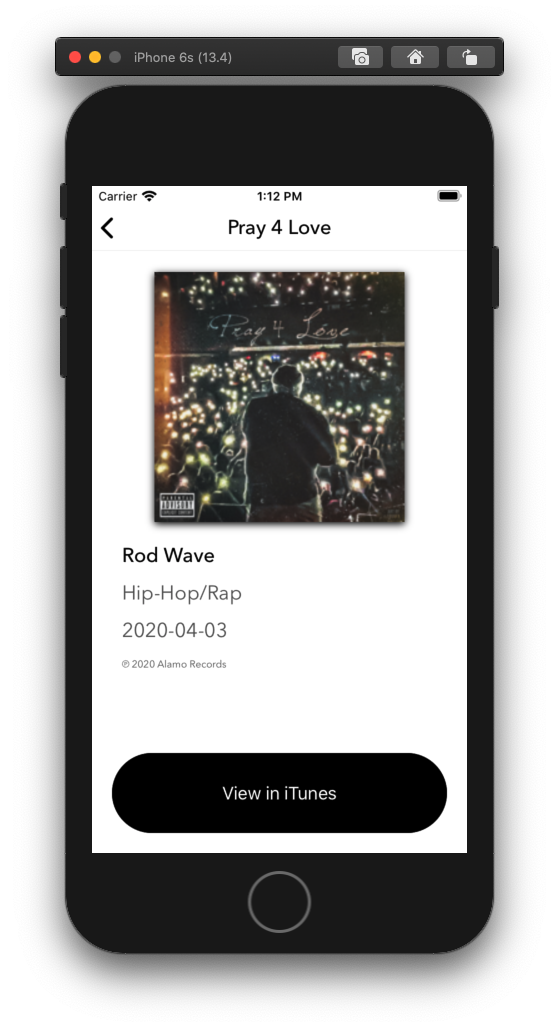 iPhone 6s (13.4)
Carrier 1:12 PM
Pray 4 Love
Pray 4 Love
PARENTAL
ADVISORY
EXPLICIT CONTENT
Rod Wave
Hip-Hop/Rap
2020-04-03
℗ 2020 Alamo Records
View in iTunes